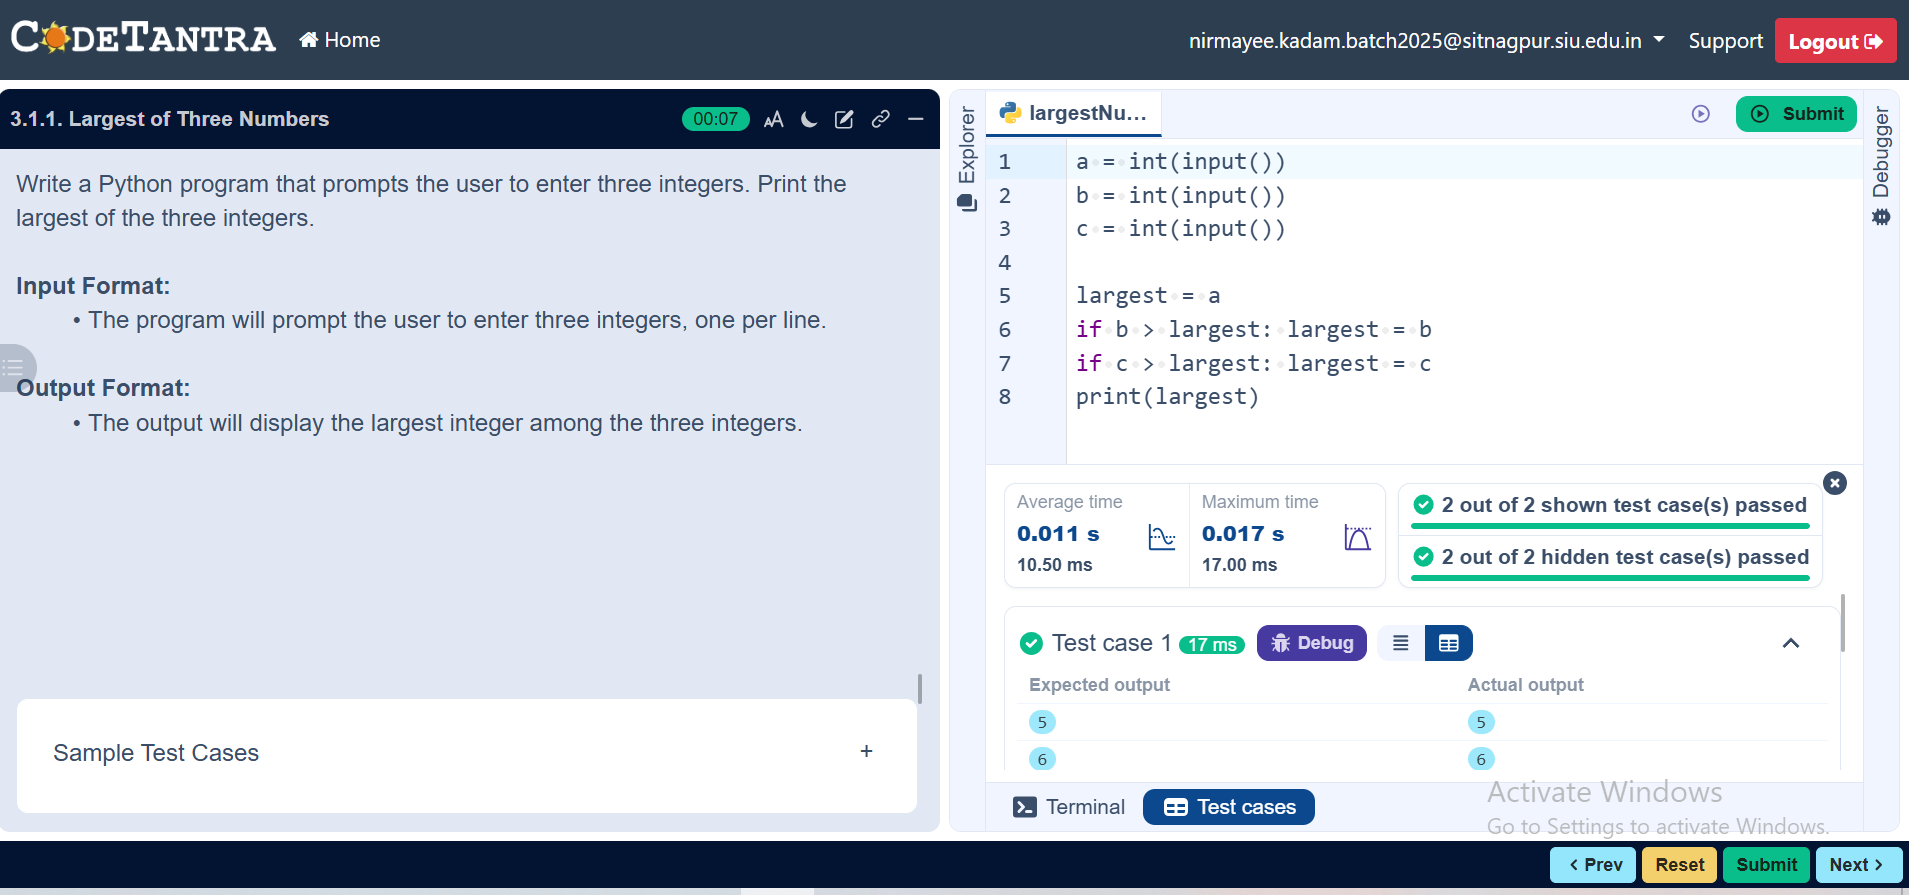 CODETANTRA
Home
nirmayee.kadam.batch2025@sitnagpur.siu.edu.in
Support
Logout
3.1.1. Largest of Three Numbers
00:07
AA
Write a Python program that prompts the user to enter three integers. Print the
largest of the three integers.
Input Format:
• The program will prompt the user to enter three integers, one per line.
Output Format:
• The output will display the largest integer among the three integers.
Sample Test Cases
+
Explorer
largestNu...
Submit
Debugger
1 a = int(input())
2 b = int(input())
3 c = int(input())
4
5 largest = a
6 if b > largest: largest = b
7 if c > largest: largest = c
8 print(largest)
Average time
0.011 s
10.50 ms
Maximum time
0.017 s
17.00 ms
2 out of 2 shown test case(s) passed
2 out of 2 hidden test case(s) passed
Test case 1 17 ms Debug
Expected output Actual output
5 5
6 6
Terminal
Test cases
Activate Windows
Go to Settings to activate Windows.
Prev
Reset
Submit
Next